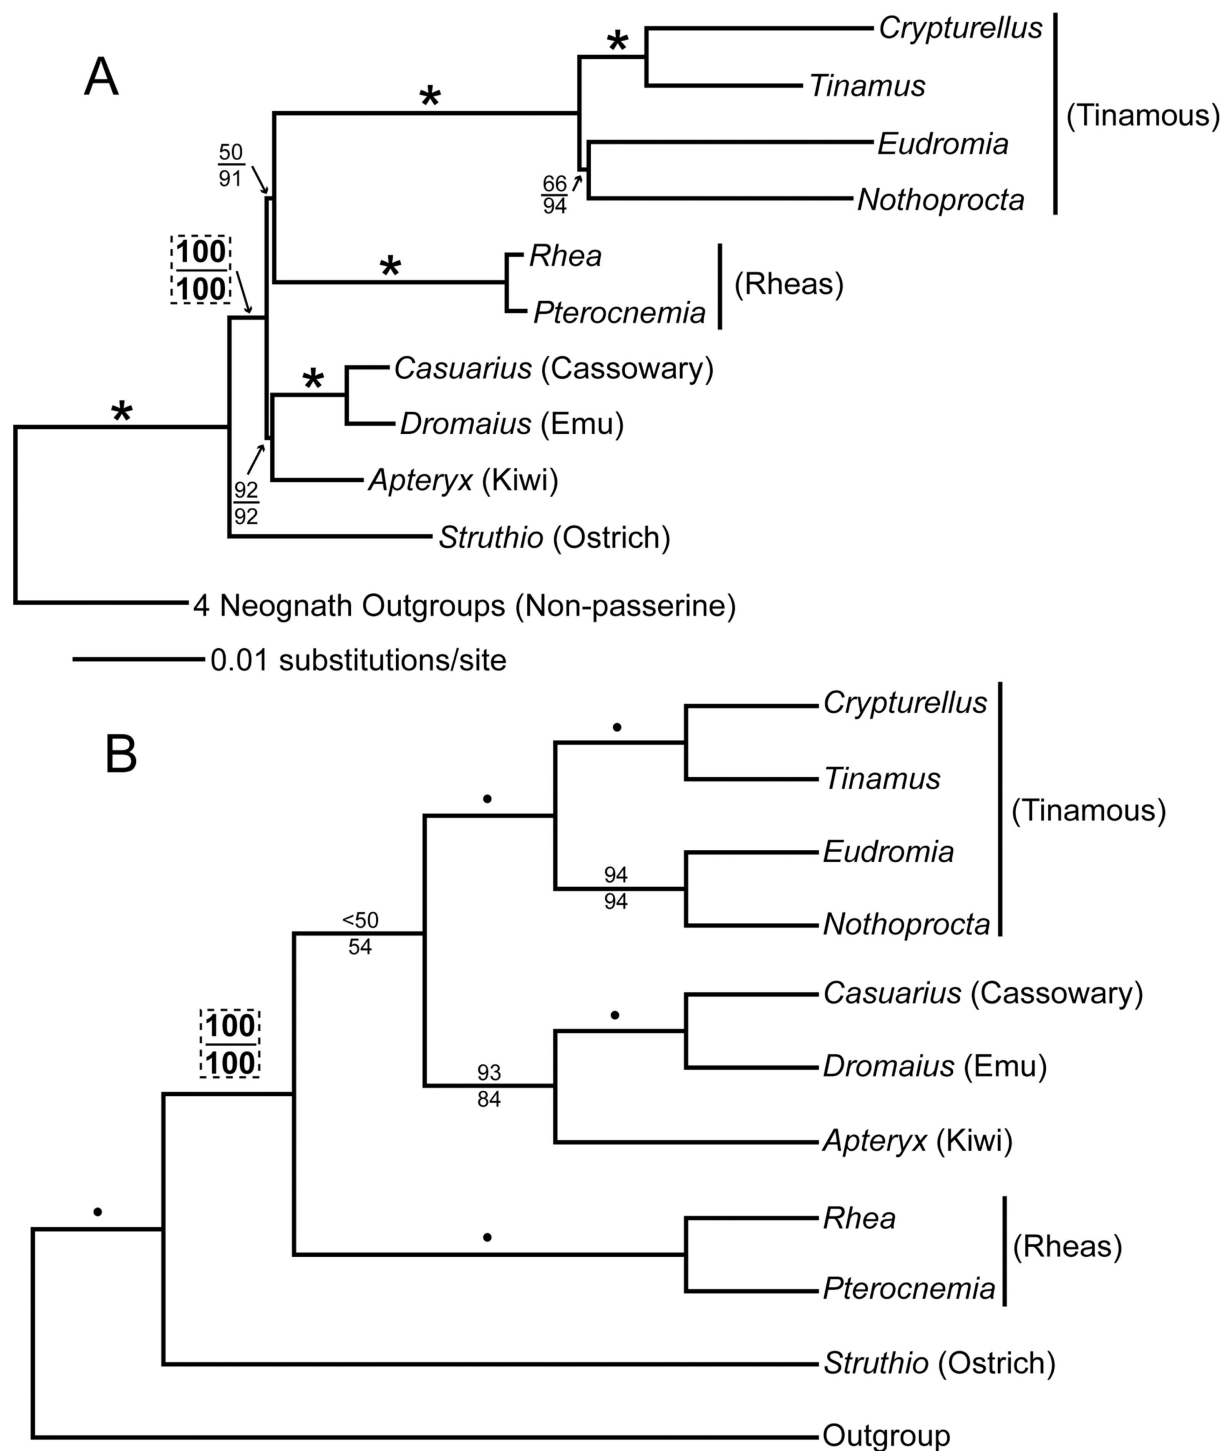 A
*
Crypturellus
Tinamus
(Tinamous)
*
Eudromia
Nothoprocta
50
91
66
94
100
100
*
Rhea
Pterocnemia
(Rheas)
*
Casuarius (Cassowary)
Dromaius (Emu)
*
Apteryx (Kiwi)
92
92
Struthio (Ostrich)
4 Neognath Outgroups (Non-passerine)
0.01 substitutions/site
B
Crypturellus
Tinamus
(Tinamous)
Eudromia
94
94
Nothoprocta
<50
54
Casuarius (Cassowary)
Dromaius (Emu)
93
84
Apteryx (Kiwi)
100
100
Rhea
(Rheas)
Pterocnemia
Struthio (Ostrich)
Outgroup